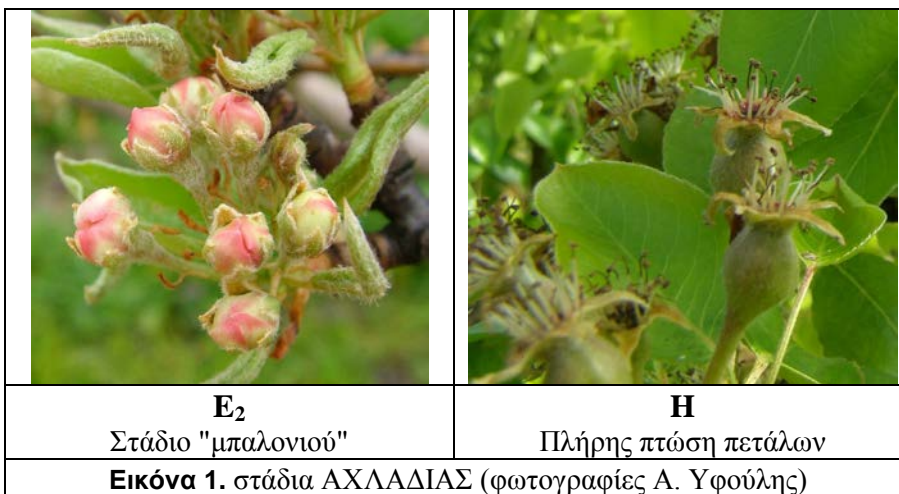 E₂
Στάδιο "μπαλονιού"
H
Πλήρης πτώση πετάλων
Εικόνα 1. στάδια ΑΧΛΑΔΙΑΣ (φωτογραφίες Α. Υφούλης)